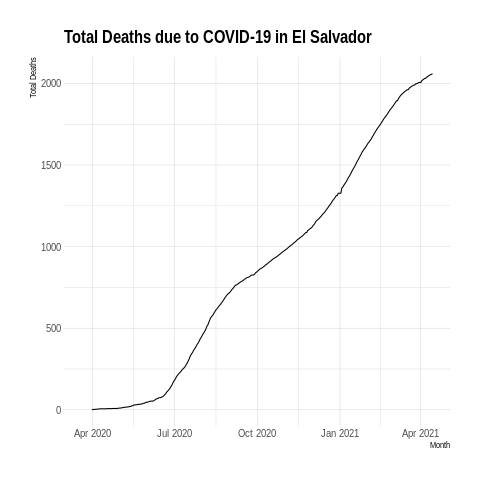 Total Deaths due to COVID-19 in El Salvador
Total Deaths
2000
1500
1000
500
0
Apr 2020 Jul 2020 Oct 2020 Jan 2021 Apr 2021
Month